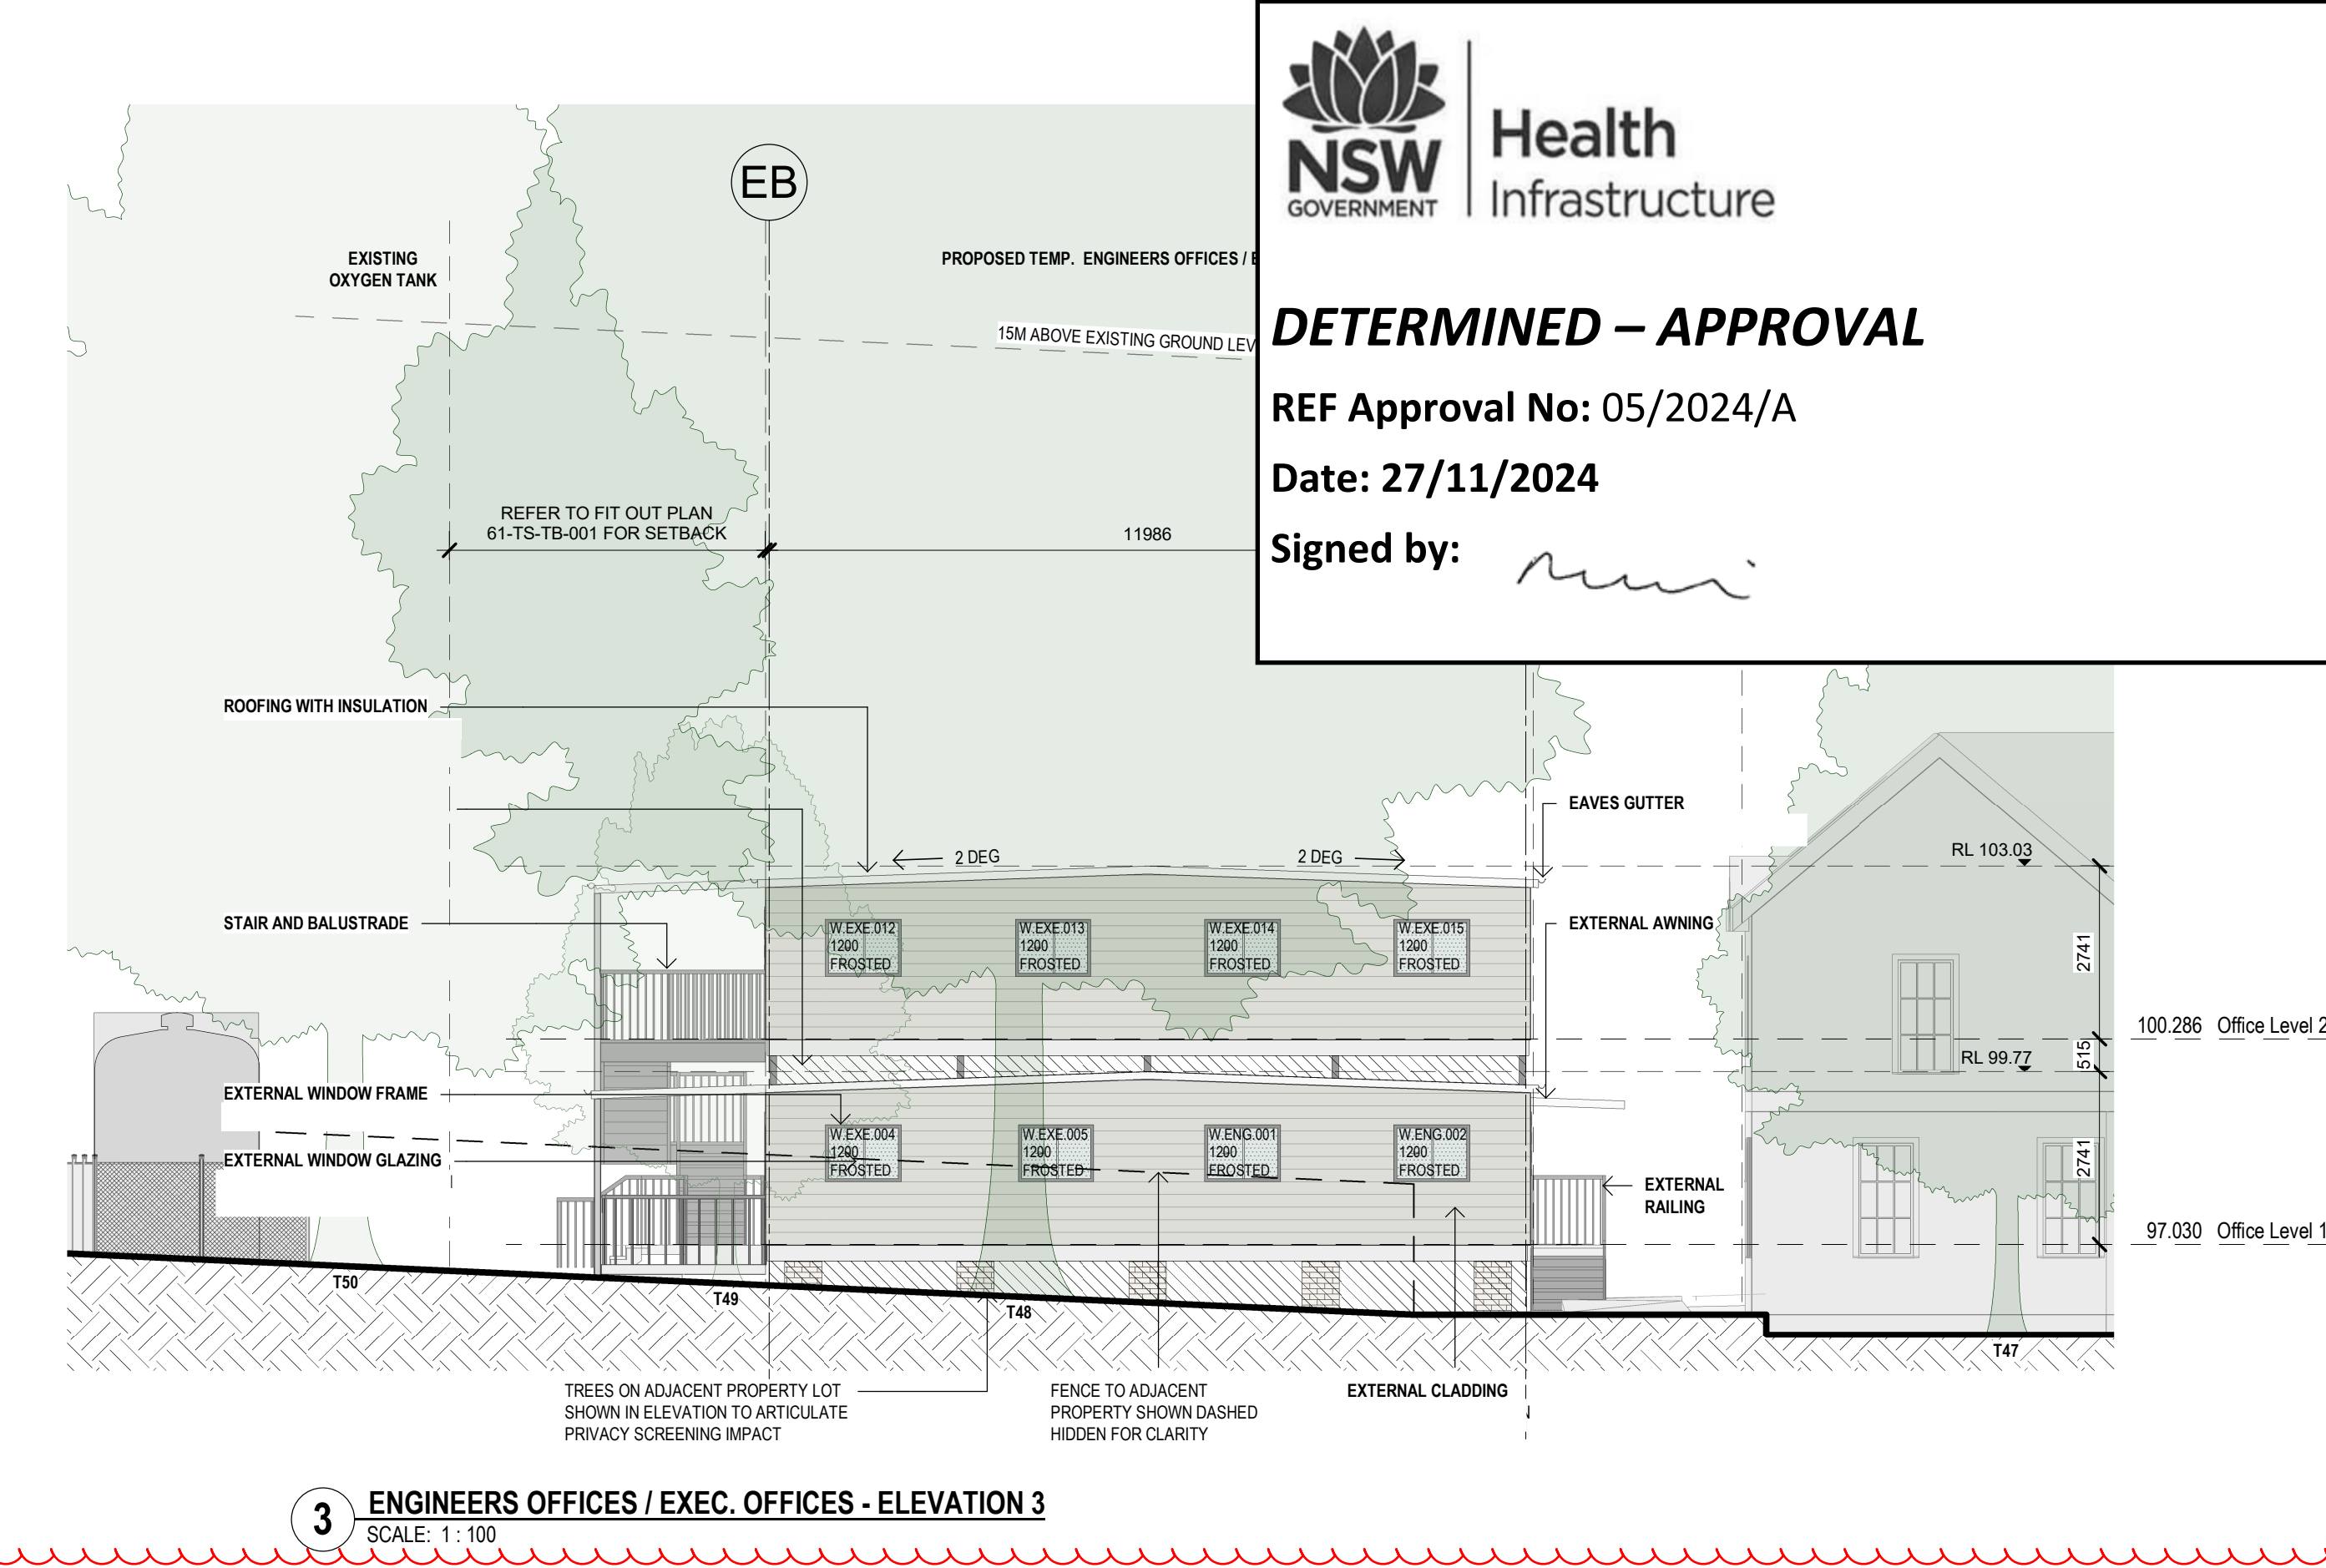 NSW
GOVERNMENT
Health
Infrastructure
DETERMINED – APPROVAL
REF Approval No: 05/2024/A
Date: 27/11/2024
Signed by:
EB
EXISTING
OXYGEN TANK
PROPOSED TEMP. ENGINEERS OFFICES /
15M ABOVE EXISTING GROUND LEV
REFER TO FIT OUT PLAN
61-TS-TB-001 FOR SETBACK
11986
ROOFING WITH INSULATION
EAVES GUTTER
2 DEG
2 DEG
RL 103.03
STAIR AND BALUSTRADE
EXTERNAL AWNING
W.EXE.012
1200
FROSTED
W.EXE.013
1200
FROSTED
W.EXE.014
1200
FROSTED
W.EXE.015
1200
FROSTED
2741
100.286 Office Level 2
515
RL 99.77
EXTERNAL WINDOW FRAME
W.EXE.004
1200
FROSTED
W.EXE.005
1200
FROSTED
W.ENG.001
1200
FROSTED
W.ENG.002
1200
FROSTED
2741
EXTERNAL WINDOW GLAZING
EXTERNAL
RAILING
97.030 Office Level 1
T50
T49
T48
T47
TREES ON ADJACENT PROPERTY LOT
SHOWN IN ELEVATION TO ARTICULATE
PRIVACY SCREENING IMPACT
FENCE TO ADJACENT
PROPERTY SHOWN DASHED
HIDDEN FOR CLARITY
EXTERNAL CLADDING
3
ENGINEERS OFFICES / EXEC. OFFICES - ELEVATION 3
SCALE: 1 : 100